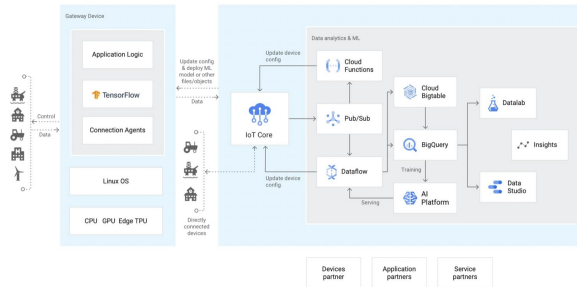 Gateway Device
Application Logic
TensorFlow
Connection Agents
Linux OS
CPU GPU Edge TPU
Control
Data
Update config
& deploy ML
model or other
files/objects
Data
Directly
connected
devices
IoT Core
Update device
config
Update device
config
Data analytics & ML
Cloud
Functions
Pub/Sub
Dataflow
Cloud
Bigtable
BigQuery
Training
AI
Platform
Serving
Datalab
Insights
Data
Studio
Devices
partner
Application
partners
Service
partners